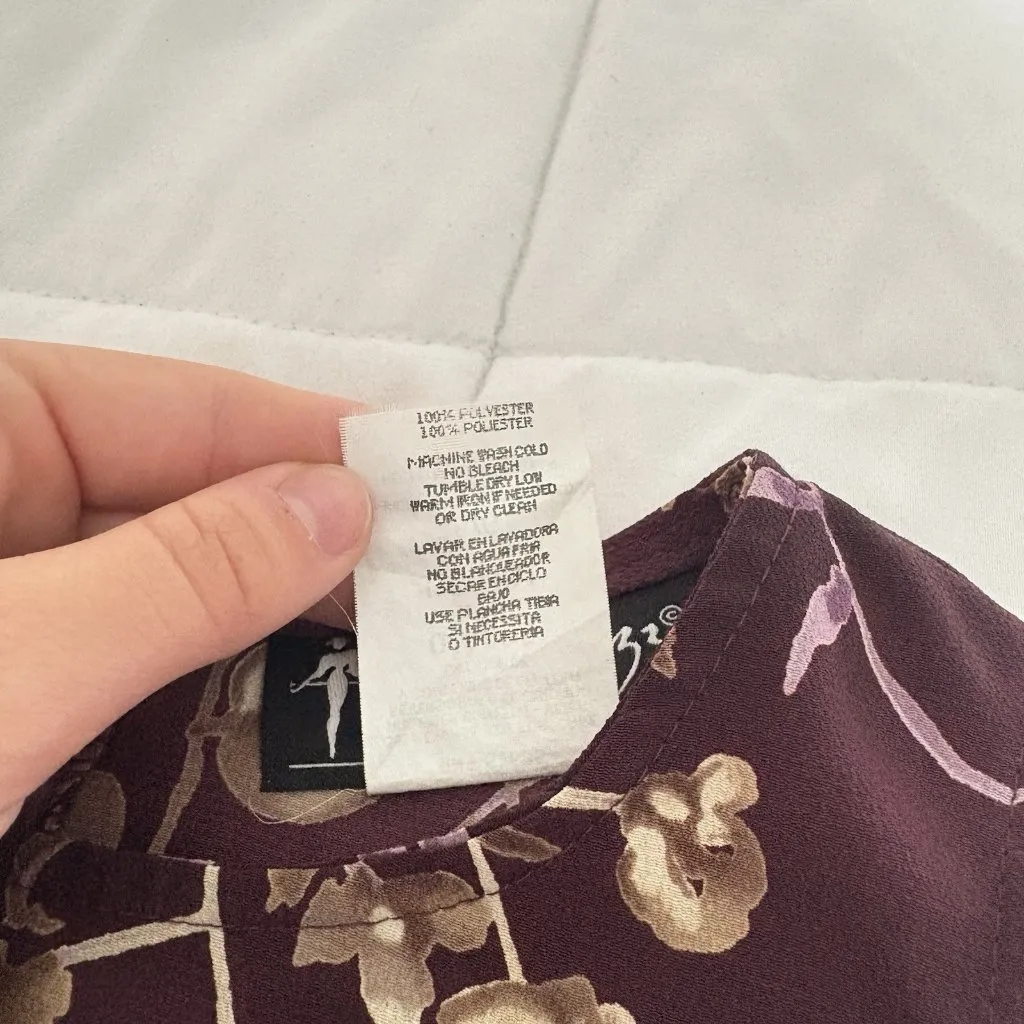 100% POLYESTER
100% POLIESTER
MACHINE WASH COLD
NO BLEACH
TUMBLE DRY LOW
WARM IRON IF NEEDED
OR DRY CLEAN
LAVAR EN LAVADORA
CON AGUA FRIA
NO BLANQUEADOR
SECAR EN CICLO
BAJO
USE PLANCHA TIBIA
SI NECESSITA
O TINTORERIA